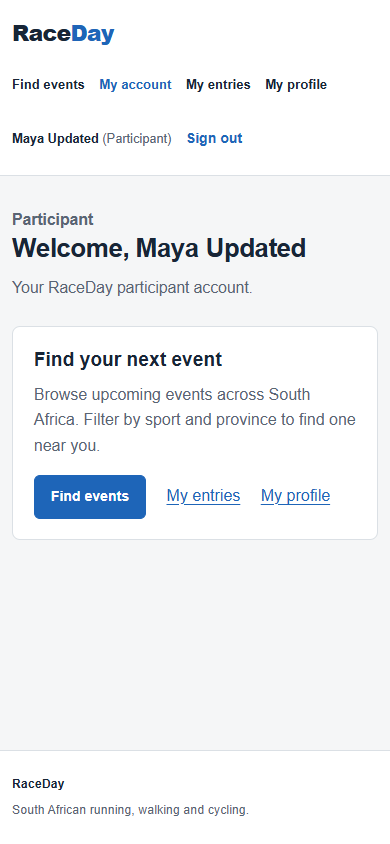 RaceDay
Find events My account My entries My profile
Maya Updated (Participant) Sign out
Participant
Welcome, Maya Updated
Your RaceDay participant account.
Find your next event
Browse upcoming events across South
Africa. Filter by sport and province to find one
near you.
Find events My entries My profile
RaceDay
South African running, walking and cycling.